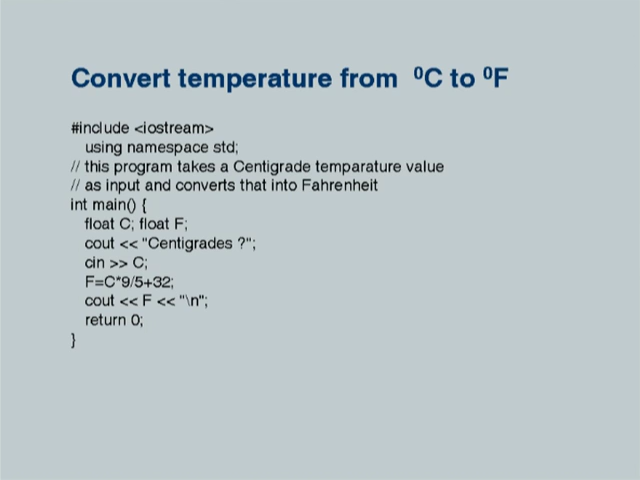 Convert temperature from ⁰C to ⁰F
#include <iostream>
using namespace std;
// this program takes a Centigrade temparature value
// as input and converts that into Fahrenheit
int main() {
float C; float F;
cout << "Centigrades ?";
cin >> C;
F=C*9/5+32;
cout << F << "\n";
return 0;
}